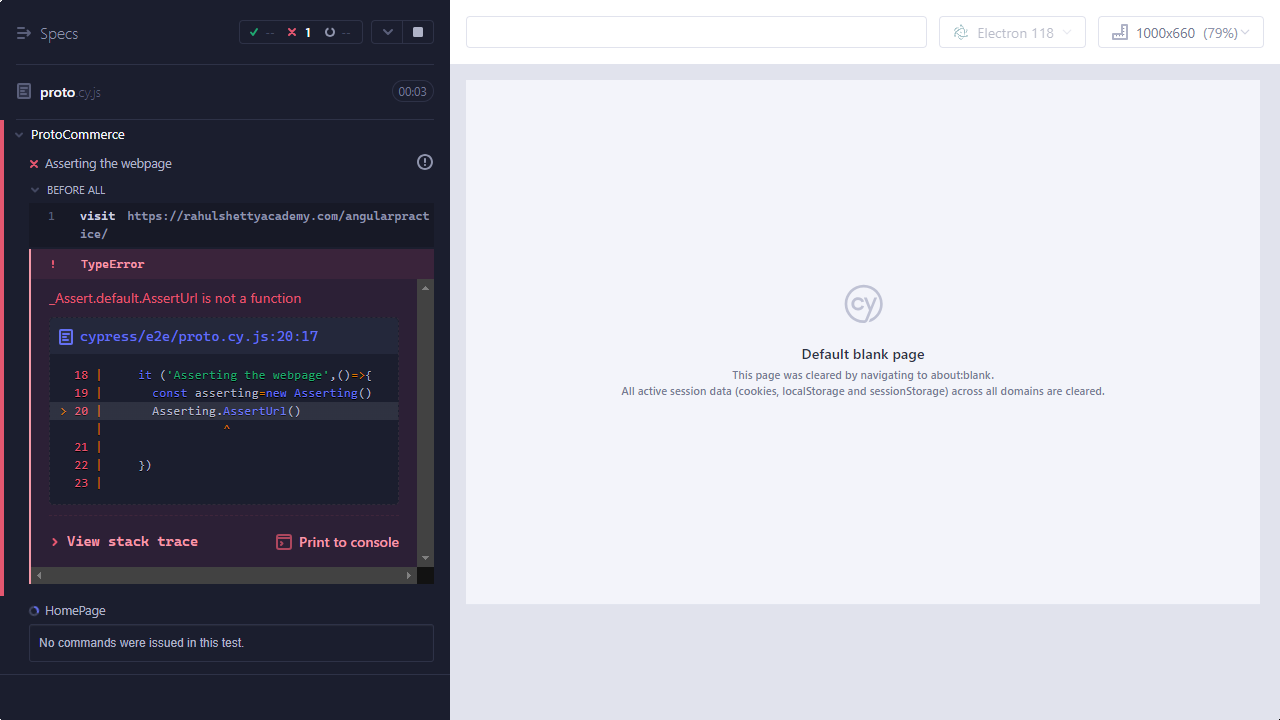 Specs
--
1
--
Electron 118
1000x660 (79%)
proto.cy.js
00:03
ProtoCommerce
Asserting the webpage
BEFORE ALL
1 visit https://rahulshettyacademy.com/angularpract
ice/
! TypeError
_Assert.default.AssertUrl is not a function
cypress/e2e/proto.cy.js:20:17
18 | it ('Asserting the webpage',()=>{
19 | const asserting=new Asserting()
> 20 | Asserting.AssertUrl()
| ^
21 |
22 | })
23 |
> View stack trace
Print to console
HomePage
No commands were issued in this test.
cy
Default blank page
This page was cleared by navigating to about:blank.
All active session data (cookies, localStorage and sessionStorage) across all domains are cleared.